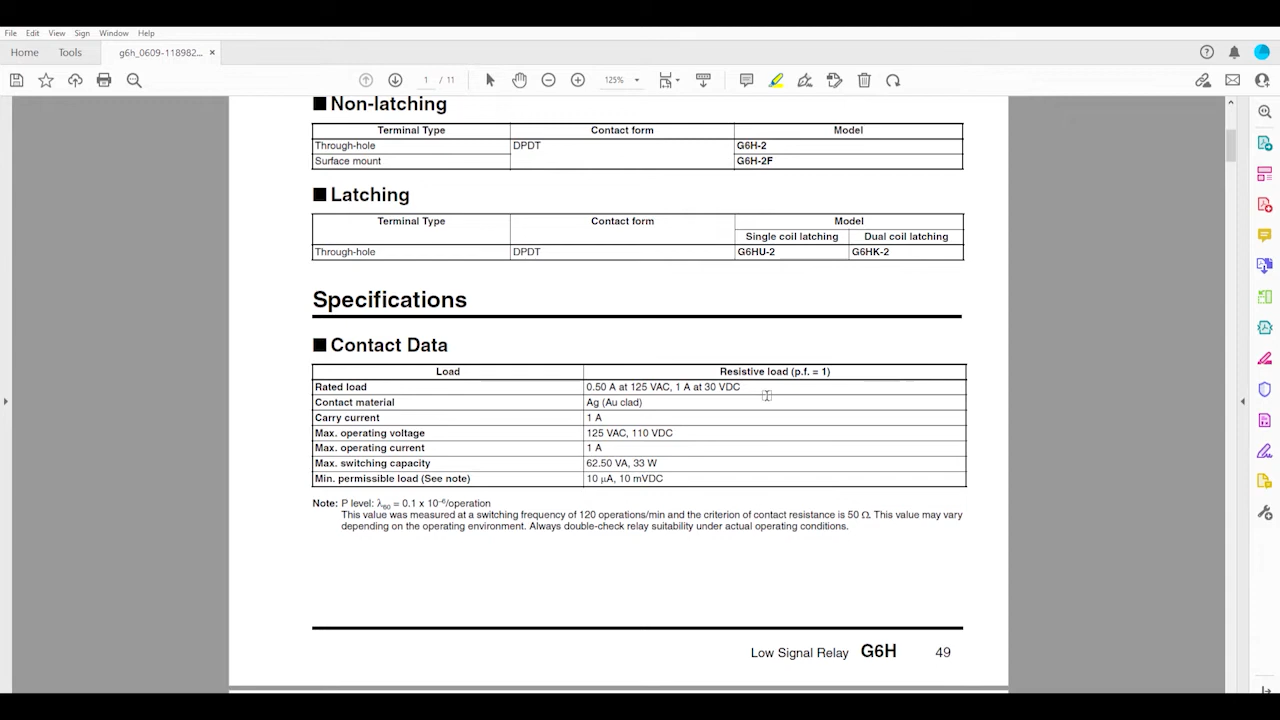 File Edit View Sign Window Help
Home Tools g6h_0609-118982... ×
1 / 11 125%
■ Non-latching
Terminal Type Contact form Model
Through-hole DPDT G6H-2
Surface mount G6H-2F
■ Latching
Terminal Type Contact form Model
Single coil latching Dual coil latching
Through-hole DPDT G6HU-2 G6HK-2
Specifications
■ Contact Data
Load Resistive load (p.f. = 1)
Rated load 0.50 A at 125 VAC, 1 A at 30 VDC
Contact material Ag (Au clad)
Carry current 1 A
Max. operating voltage 125 VAC, 110 VDC
Max. operating current 1 A
Max. switching capacity 62.50 VA, 33 W
Min. permissible load (See note) 10 μA, 10 mVDC
Note: P level: λ60 = 0.1 x 10⁻⁶/operation
This value was measured at a switching frequency of 120 operations/min and the criterion of contact resistance is 50 Ω. This value may vary
depending on the operating environment. Always double-check relay suitability under actual operating conditions.
Low Signal Relay G6H 49